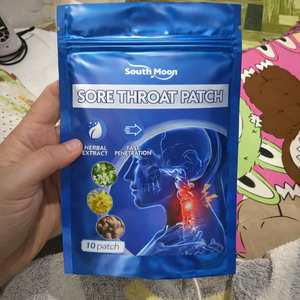 South Moon
SORE THROAT PATCH
HERBAL
EXTRACT
FAST
PENETRATION
10 patch